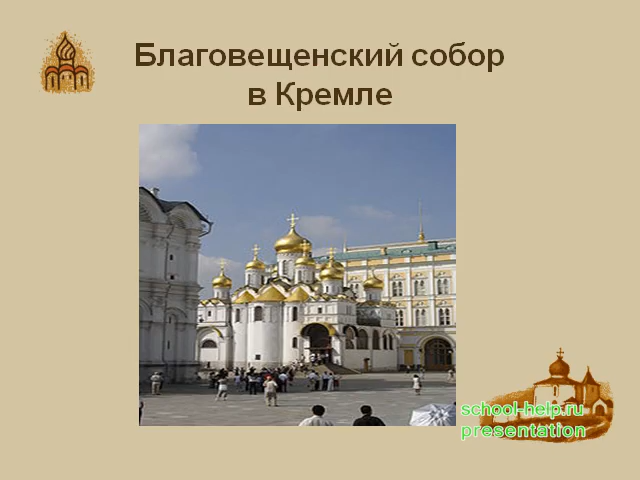 Благовещенский собор
в Кремле
school-help.ru
presentation